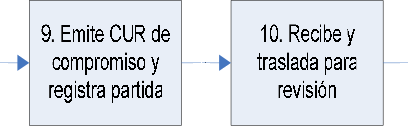 9. Emite CUR de
compromiso y
registra partida
10. Recibe y
traslada para
revisión